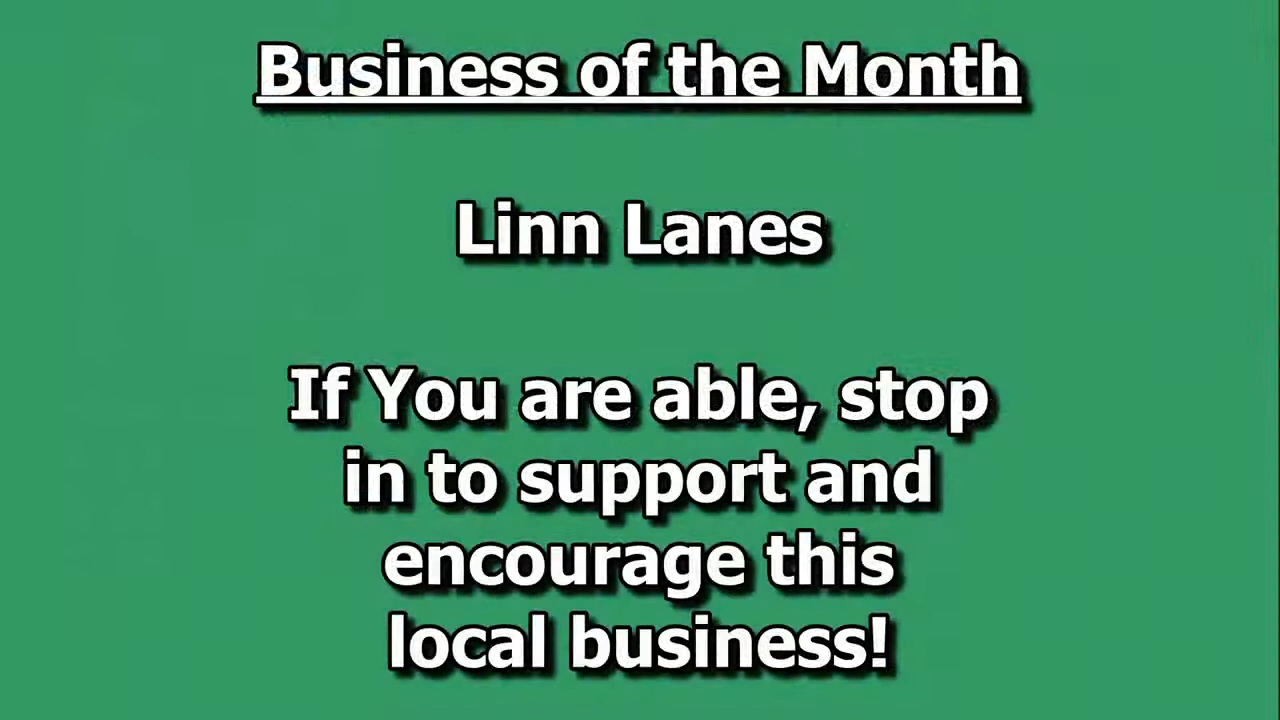 Business of the Month
Linn Lanes
If You are able, stop
in to support and
encourage this
local business!